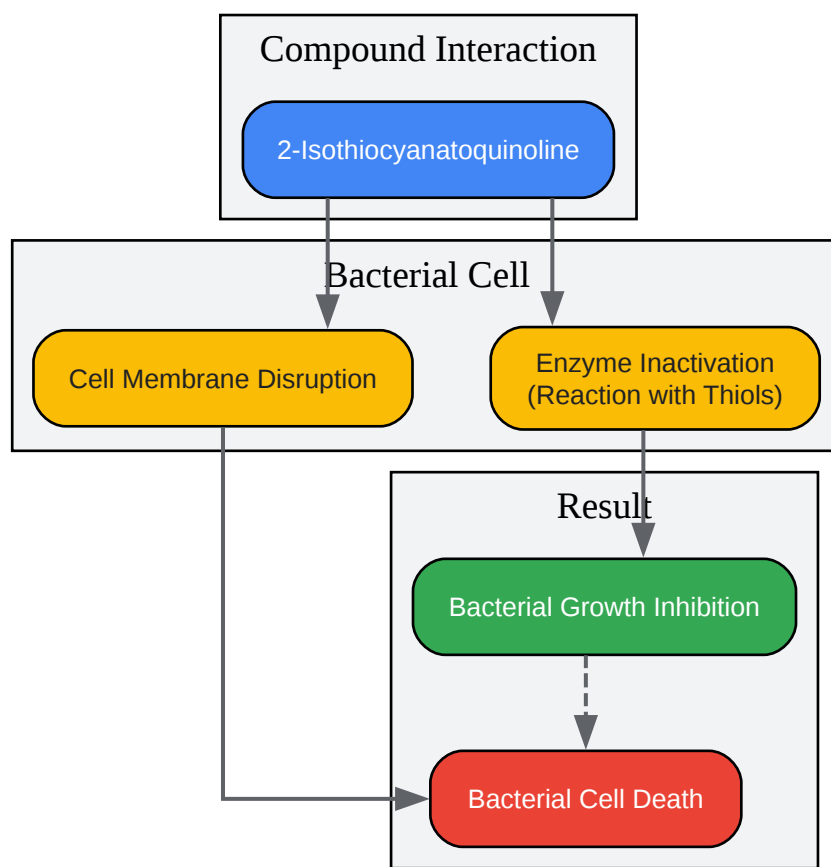 Compound Interaction
2-Isothiocyanatoquinoline
Bacterial Cell
Cell Membrane Disruption
Enzyme Inactivation
(Reaction with Thiols)
Result
Bacterial Growth Inhibition
Bacterial Cell Death